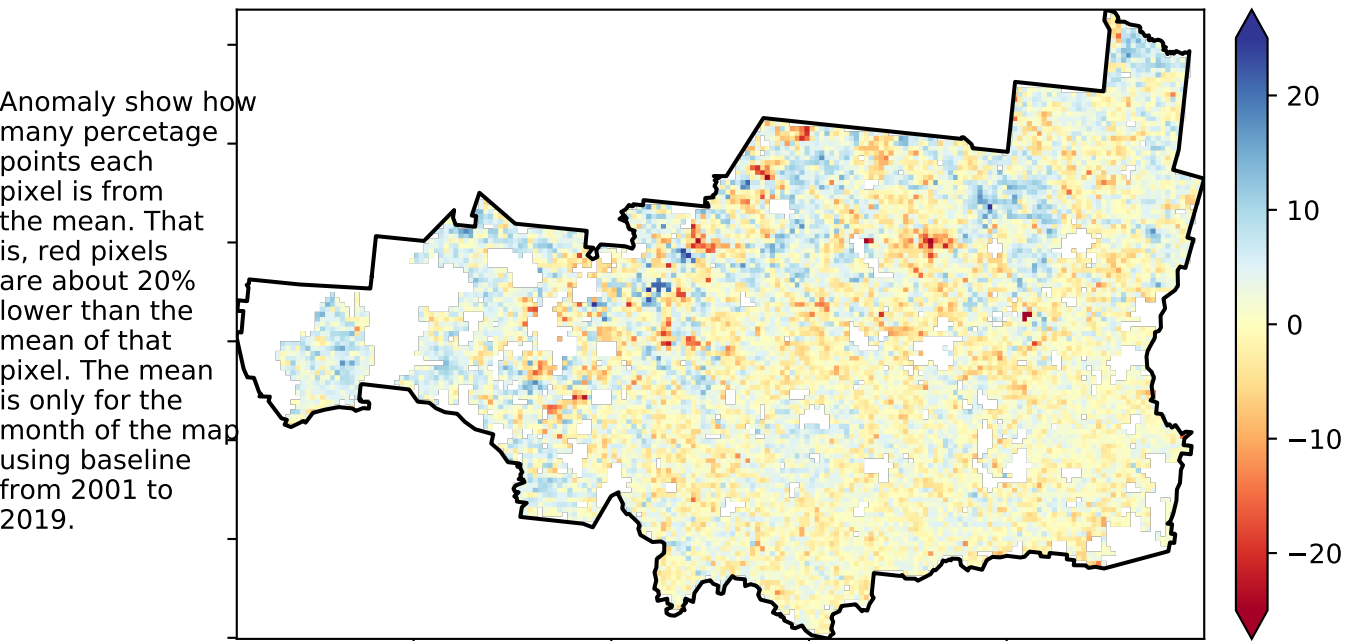 Anomaly show how
many percetage
points each
pixel is from
the mean. That
is, red pixels
are about 20%
lower than the
mean of that
pixel. The mean
is only for the
month of the map
using baseline
from 2001 to
2019.
20
10
0
−10
−20